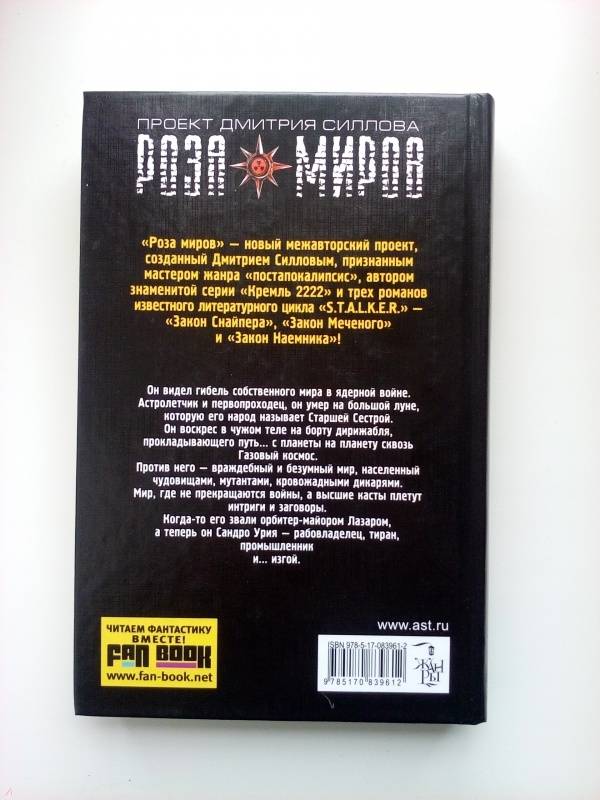 ПРОЕКТ ДМИТРИЯ СИЛЛОВА
РОЗА МИРОВ
«Роза миров» — новый межавторский проект,
созданный Дмитрием Силловым, признанным
мастером жанра «постапокалипсис», автором
знаменитой серии «Кремль 2222» и трех романов
известного литературного цикла «S.T.A.L.K.E.R.» —
«Закон Снайпера», «Закон Меченого»
и «Закон Наемника»!
Он видел гибель собственного мира в ядерной войне.
Астролетчик и первопроходец, он умер на большой луне,
которую его народ называет Старшей Сестрой.
Он воскрес в чужом теле на борту дирижабля,
прокладывающего путь... с планеты на планету сквозь
Газовый космос.
Против него — враждебный и безумный мир, населенный
чудовищами, мутантами, кровожадными дикарями.
Мир, где не прекращаются войны, а высшие касты плетут
интриги и заговоры.
Когда-то его звали орбитер-майором Лазаром,
а теперь он Сандро Урия — рабовладелец, тиран,
промышленник
и... изгой.
ЧИТАЕМ ФАНТАСТИКУ
ВМЕСТЕ!
FAN BOOK
www.fan-book.net
www.ast.ru
ISBN 978-5-17-083961-2
9 785170 839612
ЖАН
РЫ